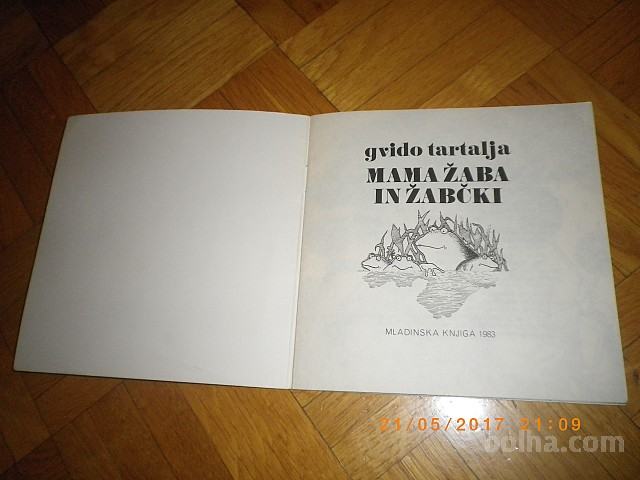 gvido tartalja
MAMA ŽABA
IN ŽABČKI
MLADINSKA KNJIGA 1983
21/05/2017 21:09
bolha.com